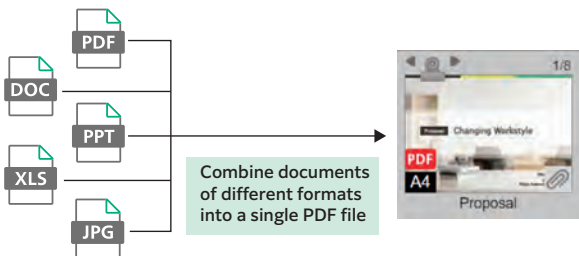 PDF
DOC
PPT
XLS
JPG
Combine documents
of different formats
into a single PDF file
1/8
Changing Workstyle
PDF
A4
Proposal